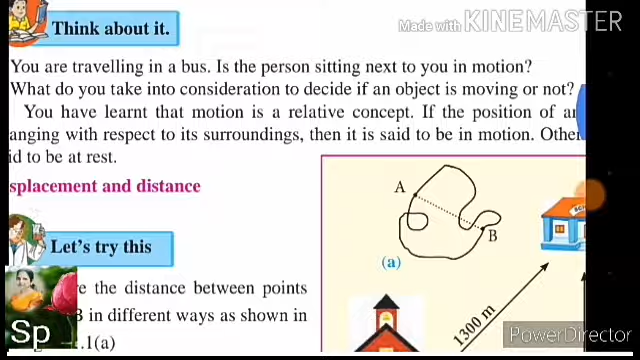 Made with KINEMASTER
Think about it.
You are travelling in a bus. Is the person sitting next to you in motion?
What do you take into consideration to decide if an object is moving or not?
You have learnt that motion is a relative concept. If the position of an
anging with respect to its surroundings, then it is said to be in motion. Other
id to be at rest.
splacement and distance
A
B
(a)
Let's try this
re the distance between points
B in different ways as shown in
.1(a)
1300 m
Sp
PowerDirector